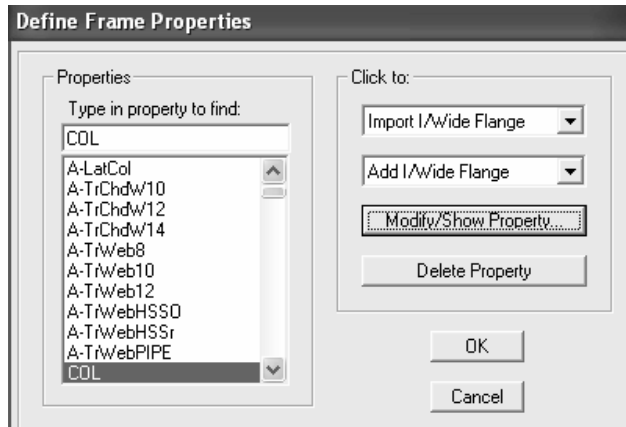 Define Frame Properties
Properties
Type in property to find:
COL
A-LatCol
A-TrChdW10
A-TrChdW12
A-TrChdW14
A-TrWeb8
A-TrWeb10
A-TrWeb12
A-TrWebHSSO
A-TrWebHSSr
A-TrWebPIPE
COL
Click to:
Import I/Wide Flange
Add I/Wide Flange
Modify/Show Property...
Delete Property
OK
Cancel